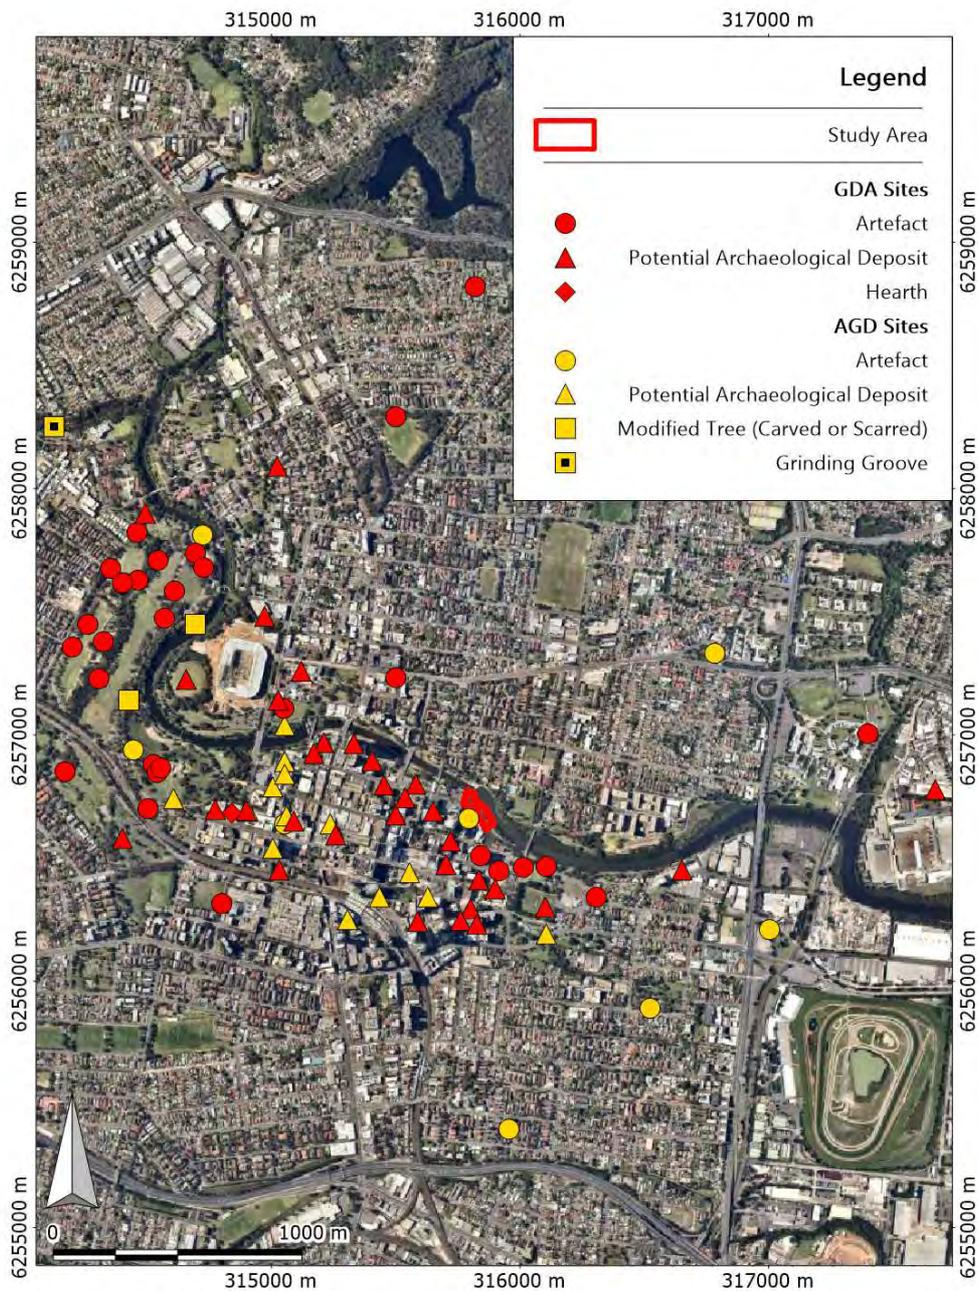 315000 m
316000 m
317000 m
Legend
Study Area
GDA Sites
Artefact
Potential Archaeological Deposit
Hearth
AGD Sites
Artefact
Potential Archaeological Deposit
Modified Tree (Carved or Scarred)
Grinding Groove
6259000 m
6259000 m
6258000 m
6258000 m
6257000 m
6257000 m
6256000 m
6256000 m
6255000 m
6255000 m
0
1000 m
315000 m
316000 m
317000 m